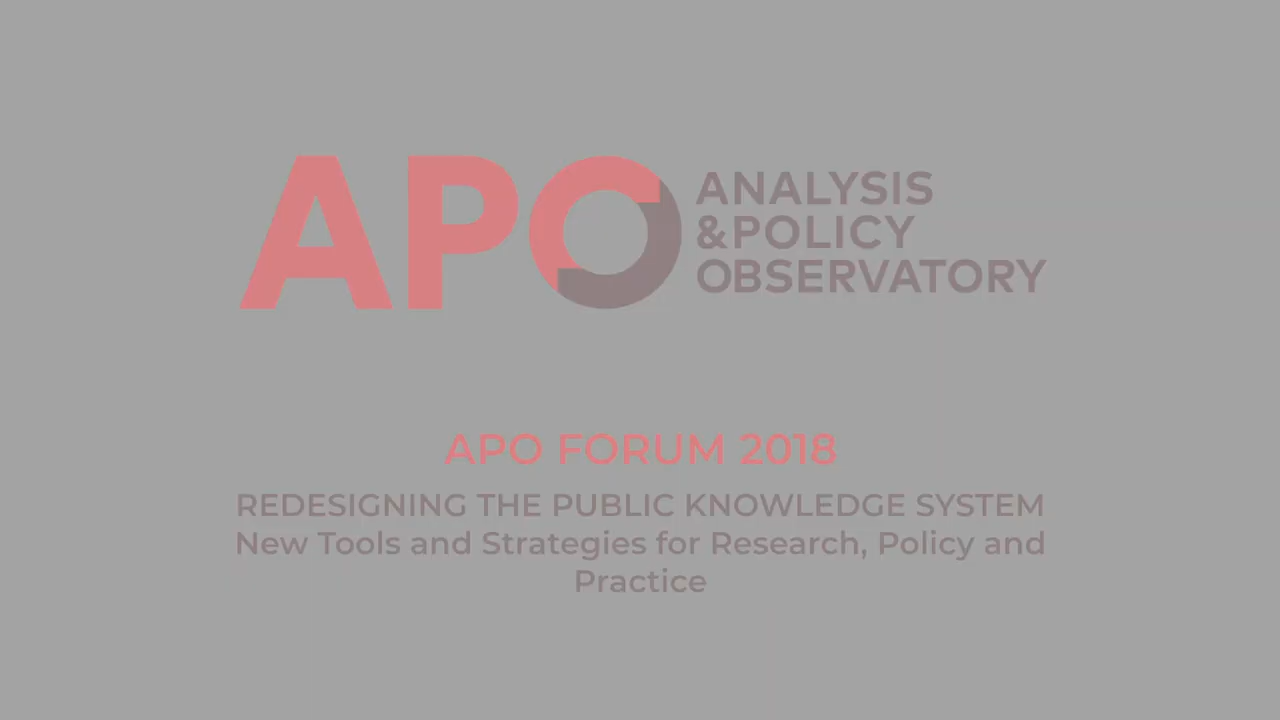 APO
ANALYSIS
&POLICY
OBSERVATORY
APO FORUM 2018
REDESIGNING THE PUBLIC KNOWLEDGE SYSTEM
New Tools and Strategies for Research, Policy and
Practice